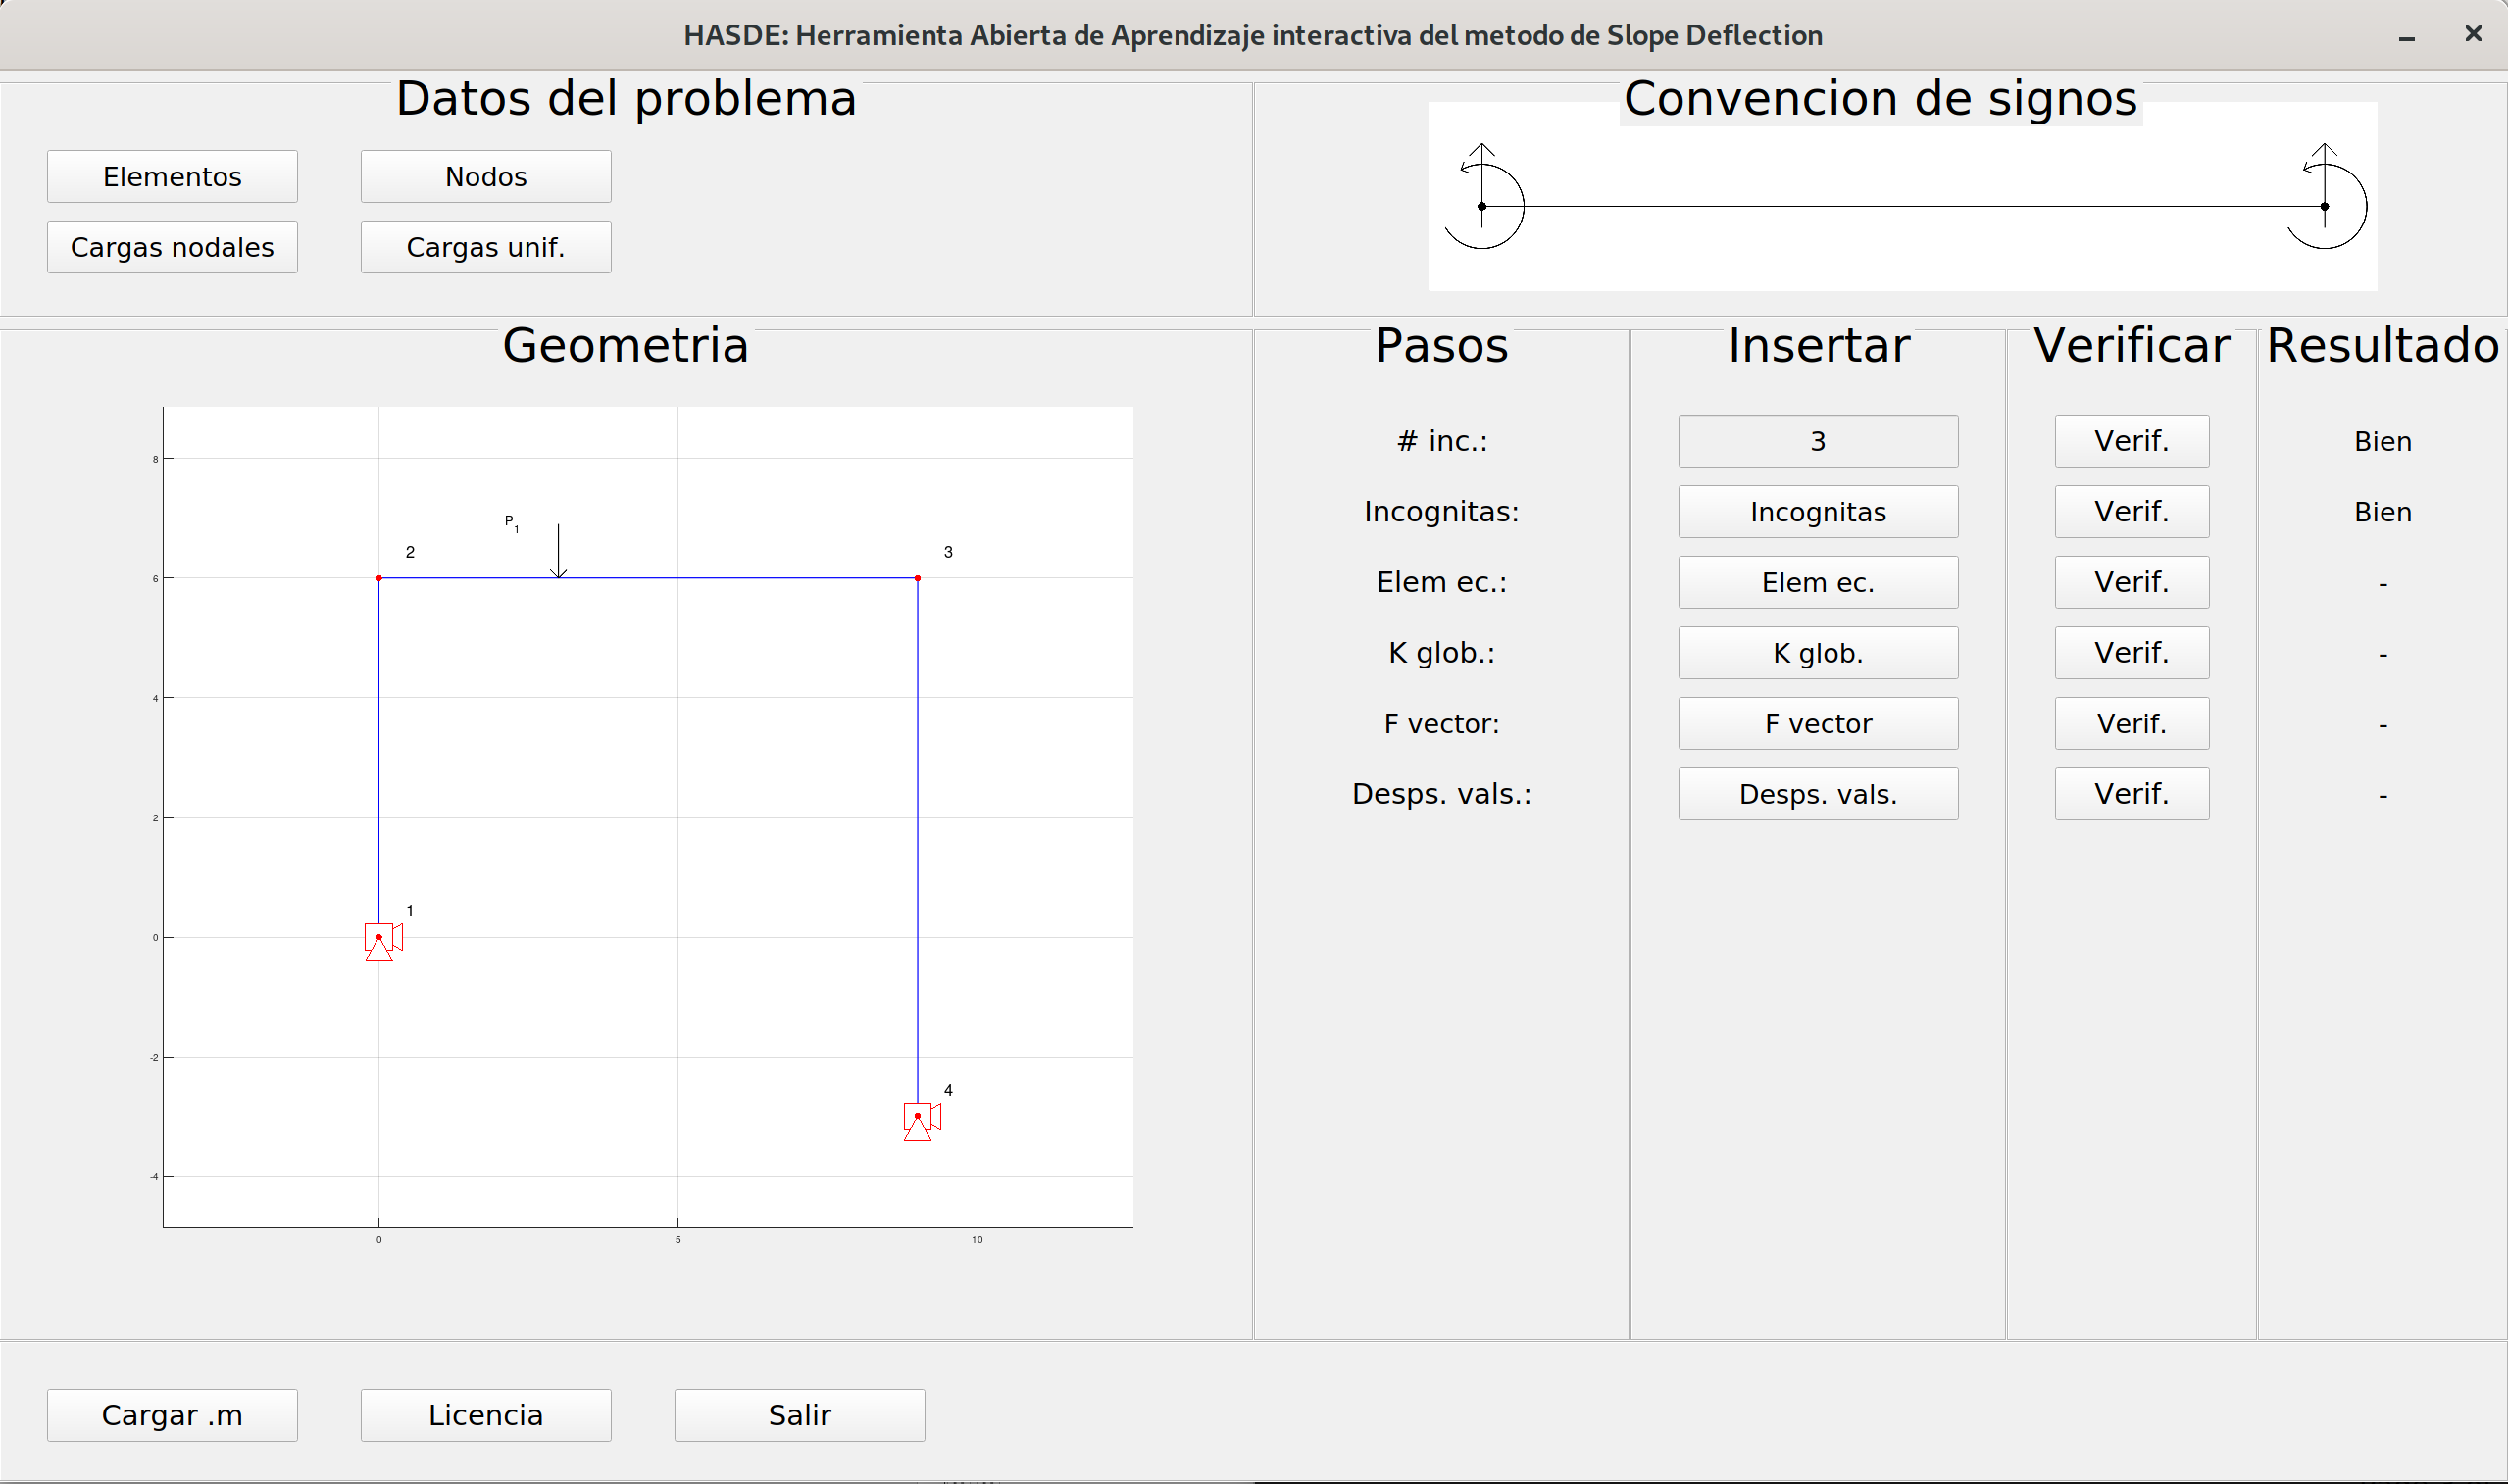 HASDE: Herramienta Abierta de Aprendizaje interactiva del metodo de Slope Deflection
Datos del problema
Elementos
Nodos
Cargas nodales
Cargas unif.
Convencion de signos
Geometria
8
6
4
2
0
-2
-4
0
5
10
P1
2
3
1
4
Pasos
Insertar
Verificar
Resultado
# inc.:
3
Verif.
Bien
Incognitas:
Incognitas
Verif.
Bien
Elem ec.:
Elem ec.
Verif.
-
K glob.:
K glob.
Verif.
-
F vector:
F vector
Verif.
-
Desps. vals.:
Desps. vals.
Verif.
-
Cargar .m
Licencia
Salir